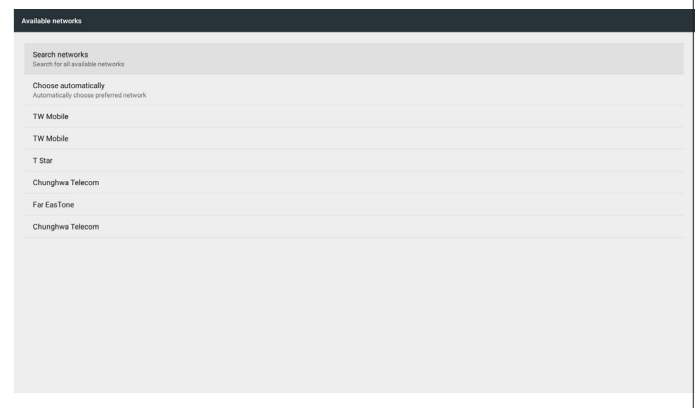 Available networks
Search networks
Search for all available networks
Choose automatically
Automatically choose preferred network
TW Mobile
TW Mobile
T Star
Chunghwa Telecom
Far EasTone
Chunghwa Telecom